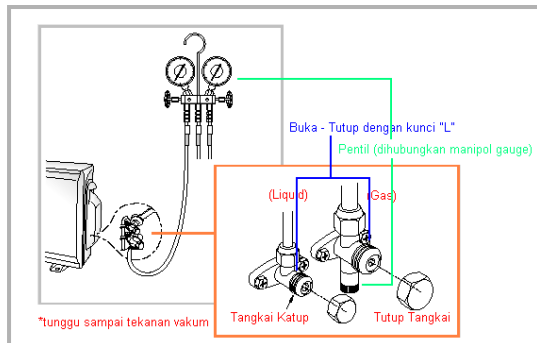 Buka - Tutup dengan kunci "L"
Pentil (dihubungkan manipol gauge)
(Liquid)
(Gas)
Tangkai Katup
Tutup Tangkai
*tunggu sampai tekanan vakum